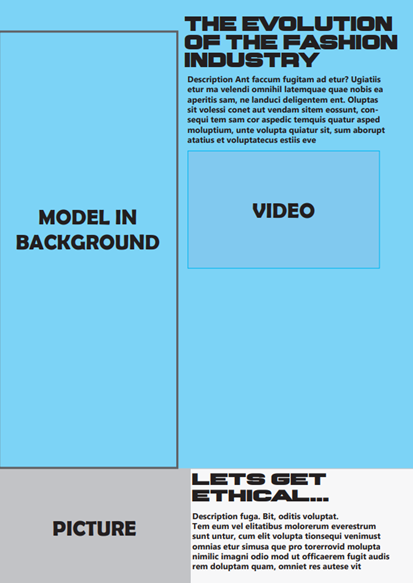 THE EVOLUTION
OF THE FASHION
INDUSTRY
Description Ant faccum fugitam ad etur? Ugiatiis
etur ma velendi omnihil latemquae quae nobis ea
aperitis sam, ne landuci deligentem ent. Oluptas
sit volessi conet aut vendam sitem eossunt, con-
sequi tem sam cor aspedic temquis quatur asped
moluptium, unte volupta quiatur sit, sum aborupt
atatius et voluptatecus estiis eve
MODEL IN
BACKGROUND
VIDEO
PICTURE
LETS GET
ETHICAL...
Description fuga. Bit, oditis voluptat.
Tem eum vel elitatibus molorerum everestrum
sunt untur, cum elit volupta tionsequi venimust
omnias etur simusa que pro torerrovid molupta
nimilic imagni odio mod ut officaerem fugit audis
rem doluptam quam, omniet res autese vit